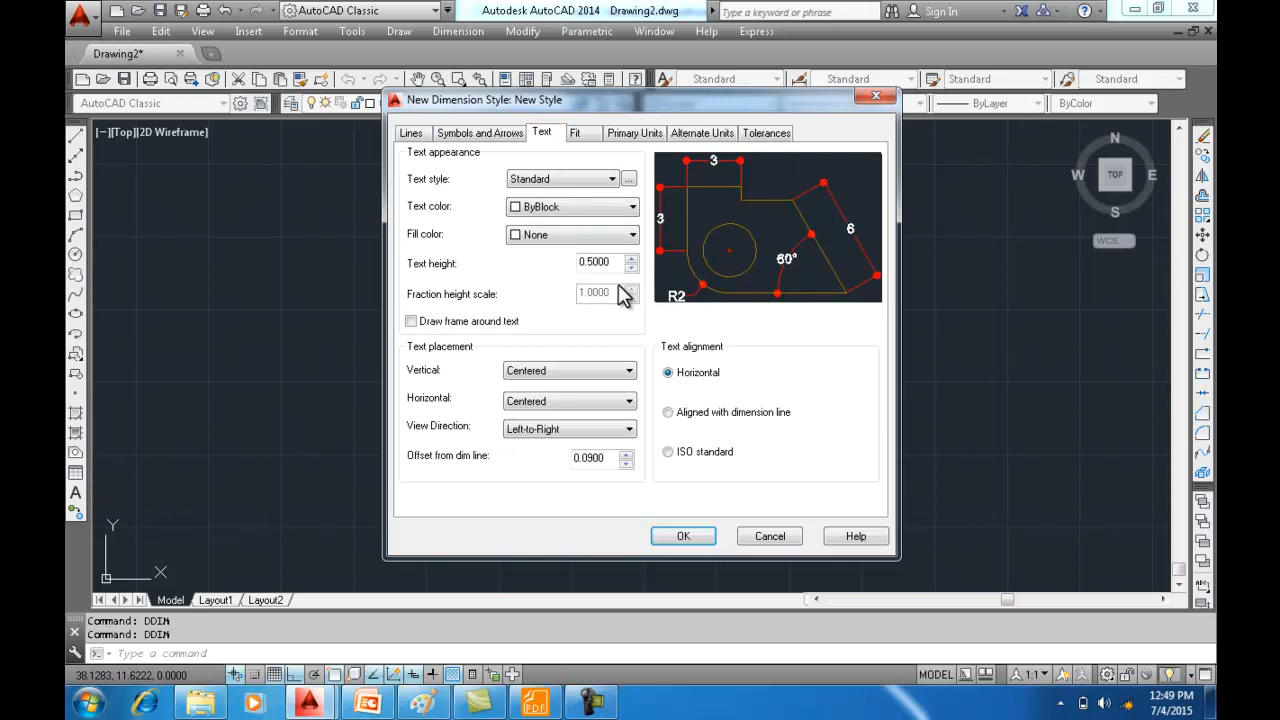 AutoCAD Classic
Autodesk AutoCAD 2014 Drawing2.dwg
Type a keyword or phrase
Sign In
File Edit View Insert Format Tools Draw Dimension Modify Parametric Window Help Express
Drawing2*
Standard Standard Standard Standard
AutoCAD Classic
ByLayer ByColor
[−][Top][2D Wireframe]
New Dimension Style: New Style
Lines Symbols and Arrows Text Fit Primary Units Alternate Units Tolerances
Text appearance
Text style: Standard ...
Text color: ByBlock
Fill color: None
Text height: 0.5000
Fraction height scale: 1.0000
Draw frame around text
3
3
6
60°
R2
Text placement
Vertical: Centered
Horizontal: Centered
View Direction: Left-to-Right
Offset from dim line: 0.0900
Text alignment
Horizontal
Aligned with dimension line
ISO standard
OK Cancel Help
N
W TOP E
S
WCS
Y
X
Model Layout1 Layout2
Command: DDIM
Command: DDIM
Type a command
38.1283, 11.6222, 0.0000
MODEL 1:1
PDF
12:49 PM
7/4/2015